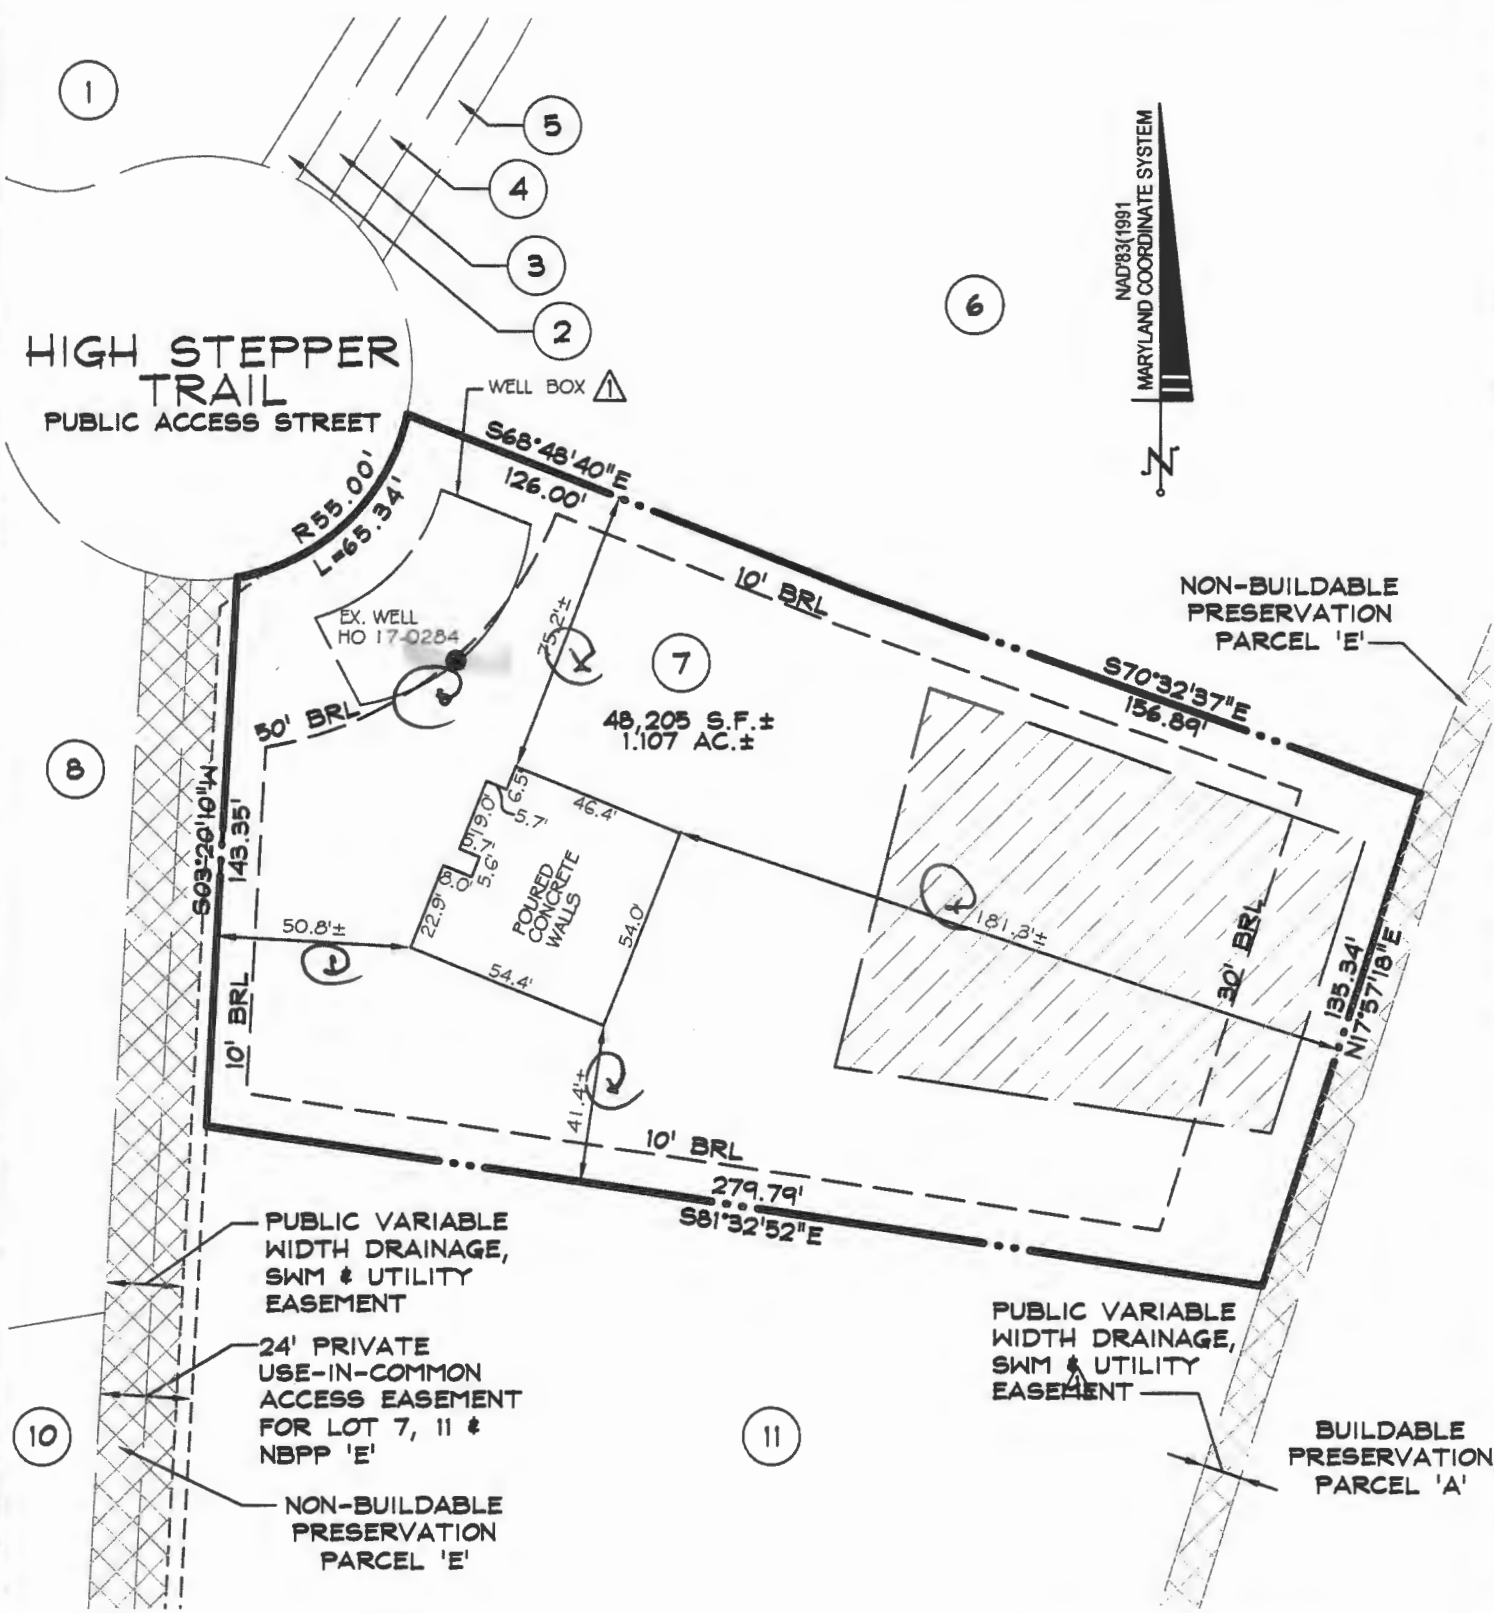 1
5
4
3
2
6
NAD'83(1991
MARYLAND COORDINATE SYSTEM
N
HIGH STEPPER
TRAIL
PUBLIC ACCESS STREET
WELL BOX 1
S68°48'40"E
126.00'
R55.00'
L=65.34'
10' BRL
NON-BUILDABLE
PRESERVATION
PARCEL 'E'
EX. WELL
HO 17-0284
75.2'±
7
48,205 S.F.±
1.107 AC.±
S70°32'37"E
156.89'
50' BRL
8
S03°20'10"W
143.35'
6.5'
5.7'
19.0'
46.4'
5.6'
8.0'
22.9'
POURED
CONCRETE
WALLS
54.0'
54.4'
50.8'±
181.3'±
30' BRL
135.34'
N17°57'18"E
10' BRL
41.4'±
10' BRL
279.79'
S81°32'52"E
PUBLIC VARIABLE
WIDTH DRAINAGE,
SWM & UTILITY
EASEMENT
24' PRIVATE
USE-IN-COMMON
ACCESS EASEMENT
FOR LOT 7, 11 &
NBPP 'E'
10
NON-BUILDABLE
PRESERVATION
PARCEL 'E'
11
PUBLIC VARIABLE
WIDTH DRAINAGE,
SWM & UTILITY
EASEMENT
BUILDABLE
PRESERVATION
PARCEL 'A'